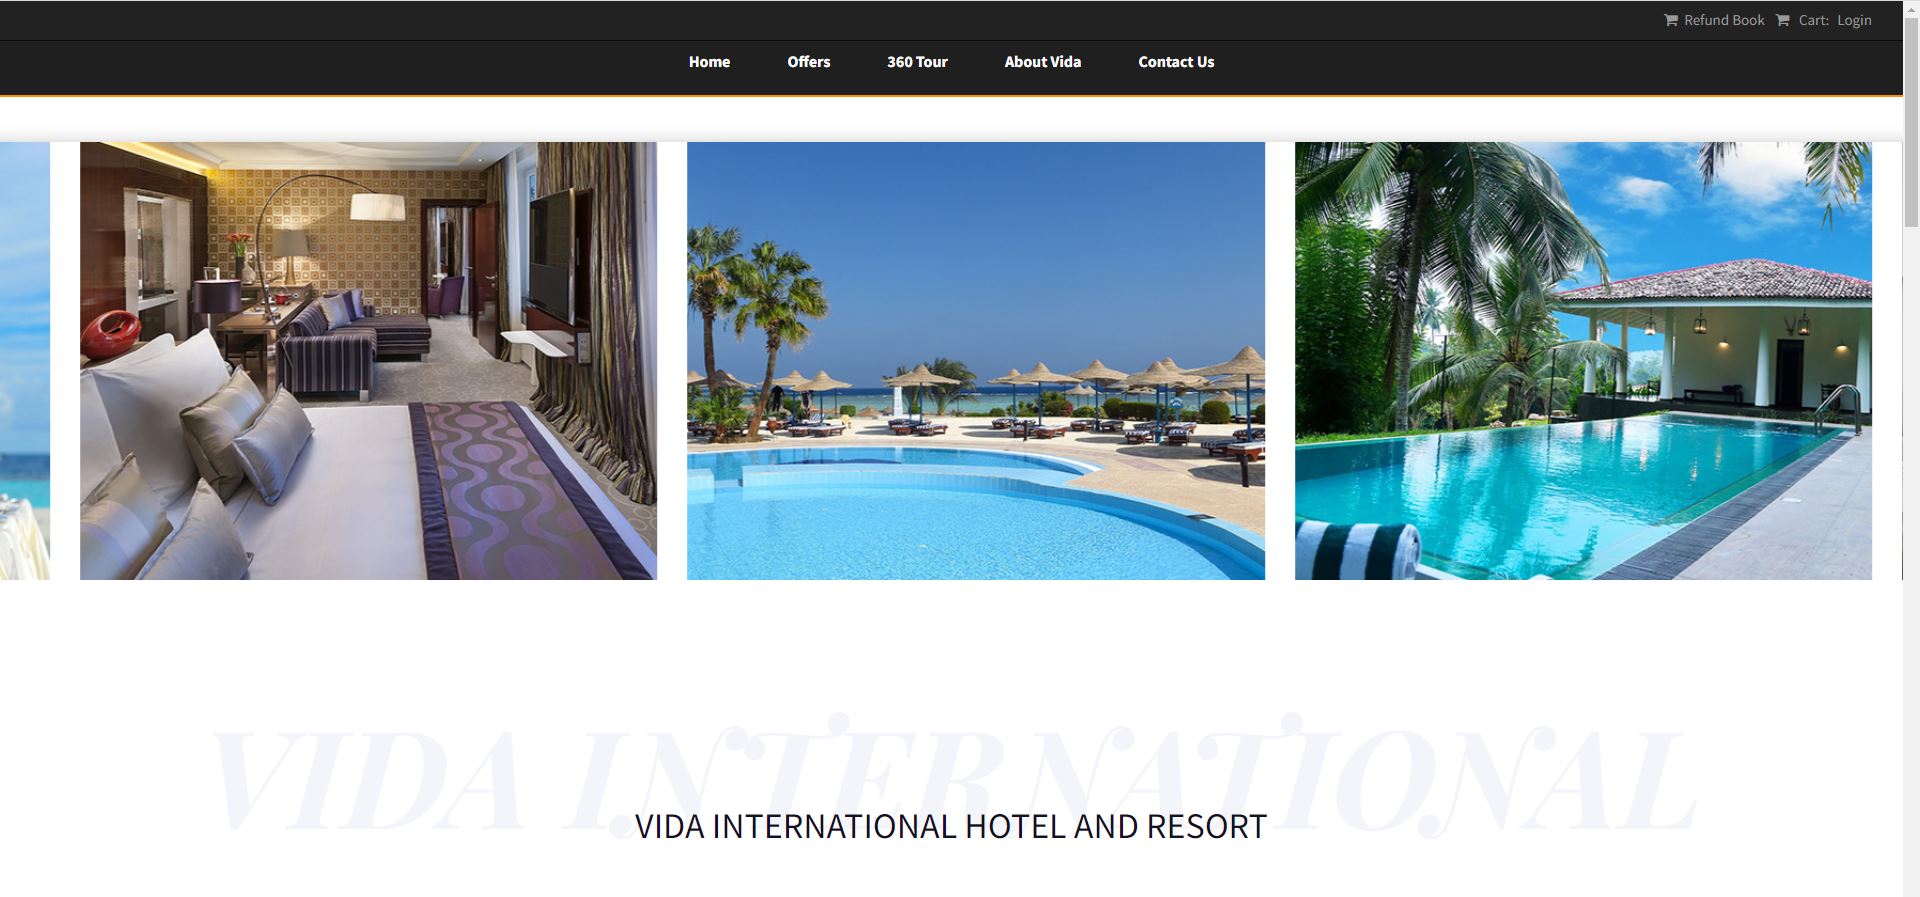 Refund Book Cart: Login
Home Offers 360 Tour About Vida Contact Us
VIDA INTERNATIONAL
VIDA INTERNATIONAL HOTEL AND RESORT